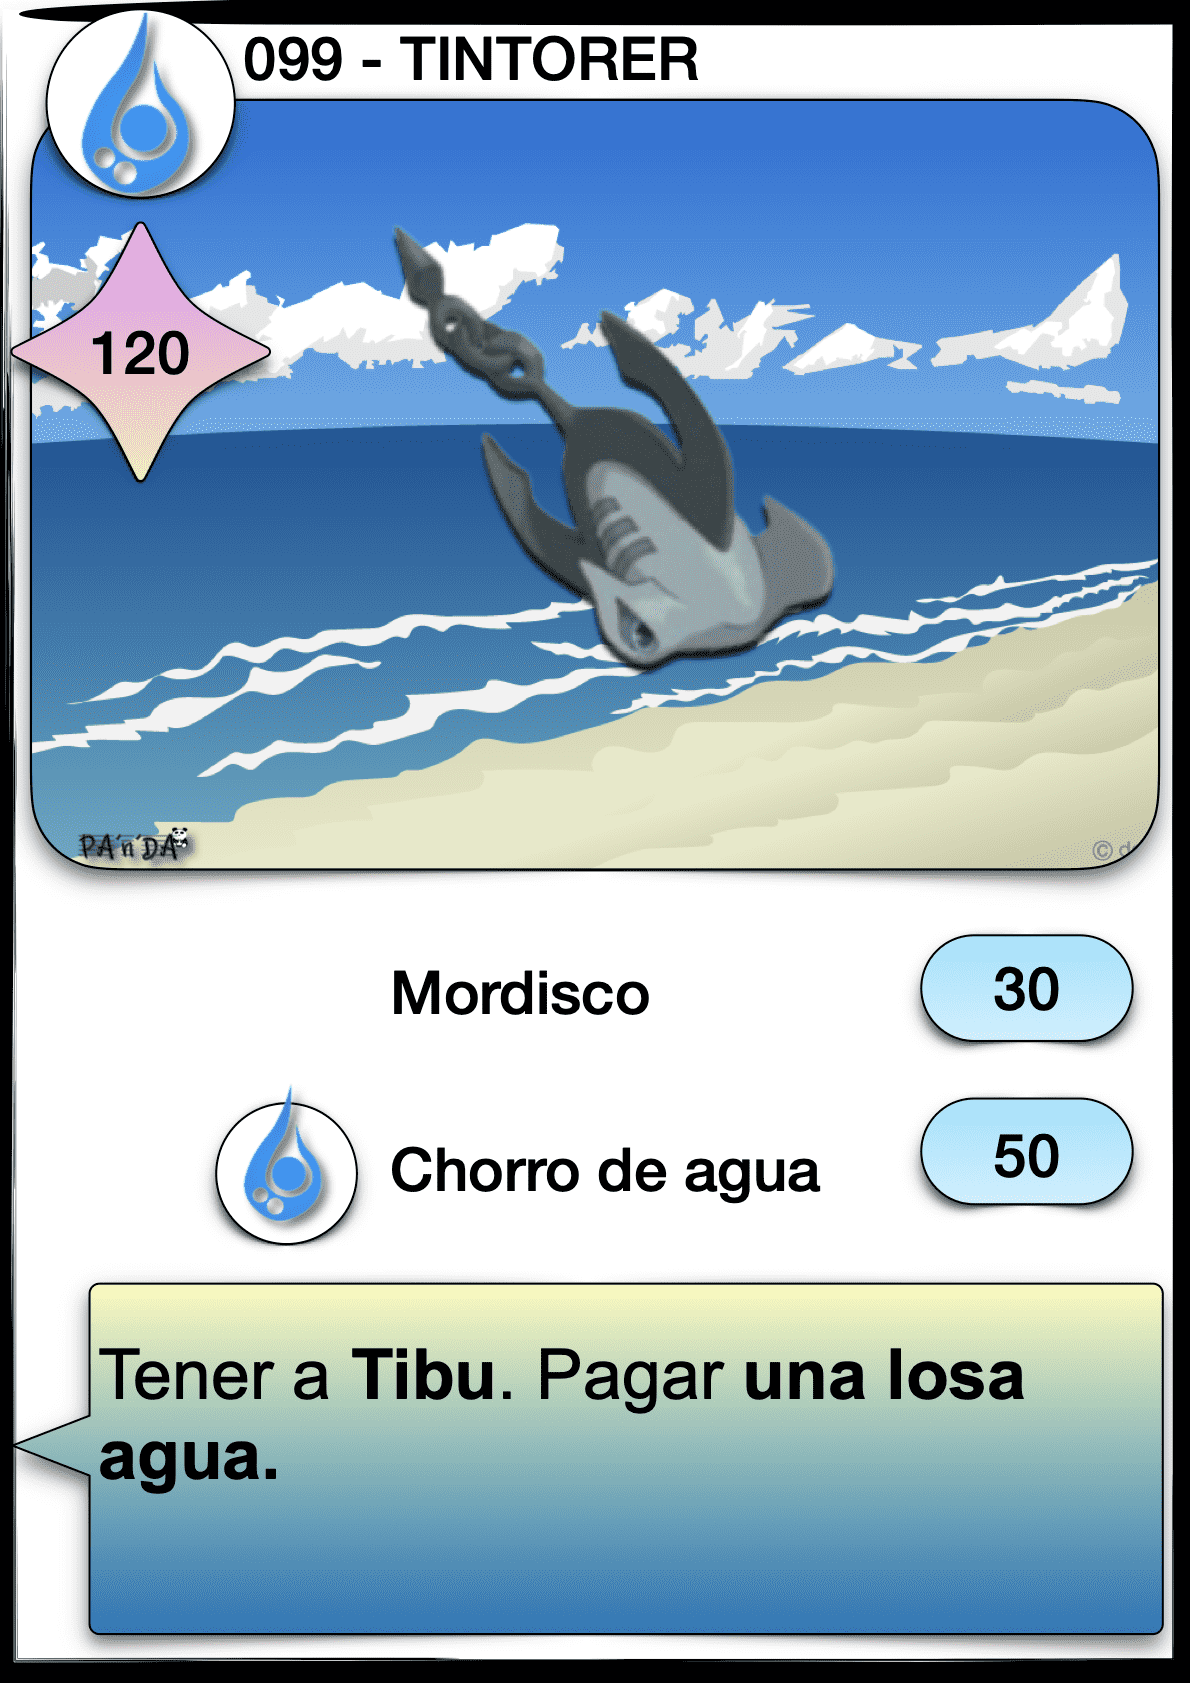 099 - TINTORER
120
PA'n'DA
©
Mordisco
30
Chorro de agua
50
Tener a Tibu. Pagar una losa
agua.